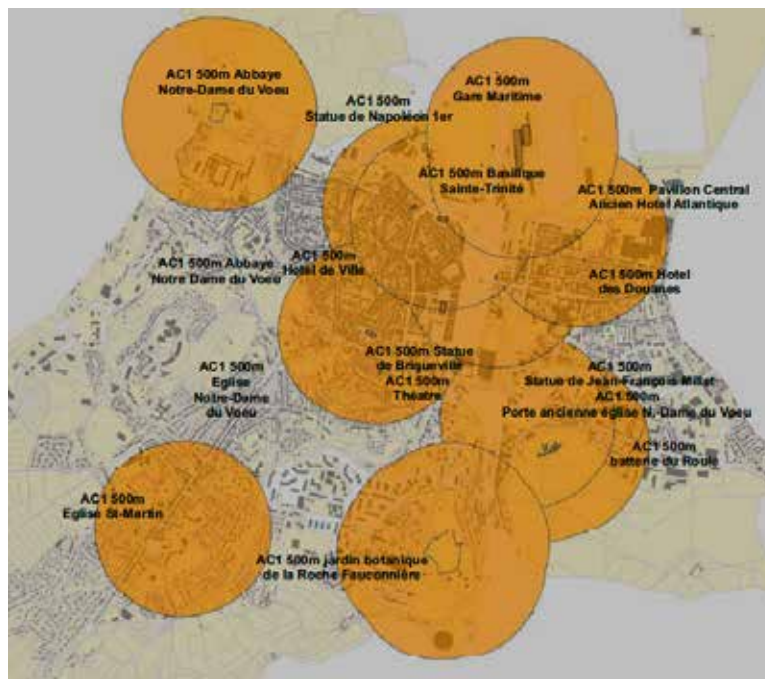 AC1 500m Abbaye
Notre-Dame du Voeu
AC1 500m
Gare Maritime
AC1 500m
Statue de Napoléon 1er
AC1 500m Basilique
Sainte-Trinité
AC1 500m Pavillon Central
Ancien Hotel Atlantique
AC1 500m Abbaye
Notre Dame du Voeu
AC1 500m
Hotel de Ville
AC1 500m Hotel
des Douanes
AC1 500m Statue
de Briqueville
AC1 500m
Théatre
AC1 500m
Eglise
Notre-Dame
du Voeu
AC1 500m
Statue de Jean-François Millet
AC1 500m
Porte ancienne église N.-Dame du Voeu
AC1 500m
batterie du Roule
AC1 500m
Eglise St-Martin
AC1 500m jardin botanique
de la Roche Fauconnière